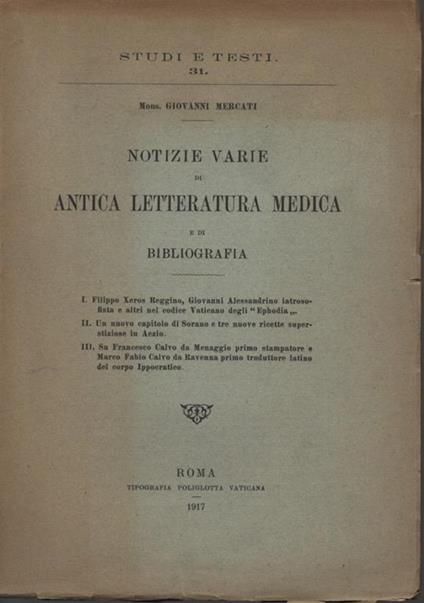 STUDI E TESTI.
31.
Mons. GIOVANNI MERCATI
NOTIZIE VARIE
DI
ANTICA LETTERATURA MEDICA
E DI
BIBLIOGRAFIA
I. Filippo Xeros Reggino, Giovanni Alessandrino iatroso-
fista e altri nel codice Vaticano degli “Ephodia„.
II. Un nuovo capitolo di Sorano e tre nuove ricette super-
stiziose in Aezio.
III. Su Francesco Calvo da Menaggio primo stampatore e
Marco Fabio Calvo da Ravenna primo traduttore latino
del corpo Ippocratico.
ROMA
TIPOGRAFIA POLIGLOTTA VATICANA
1917